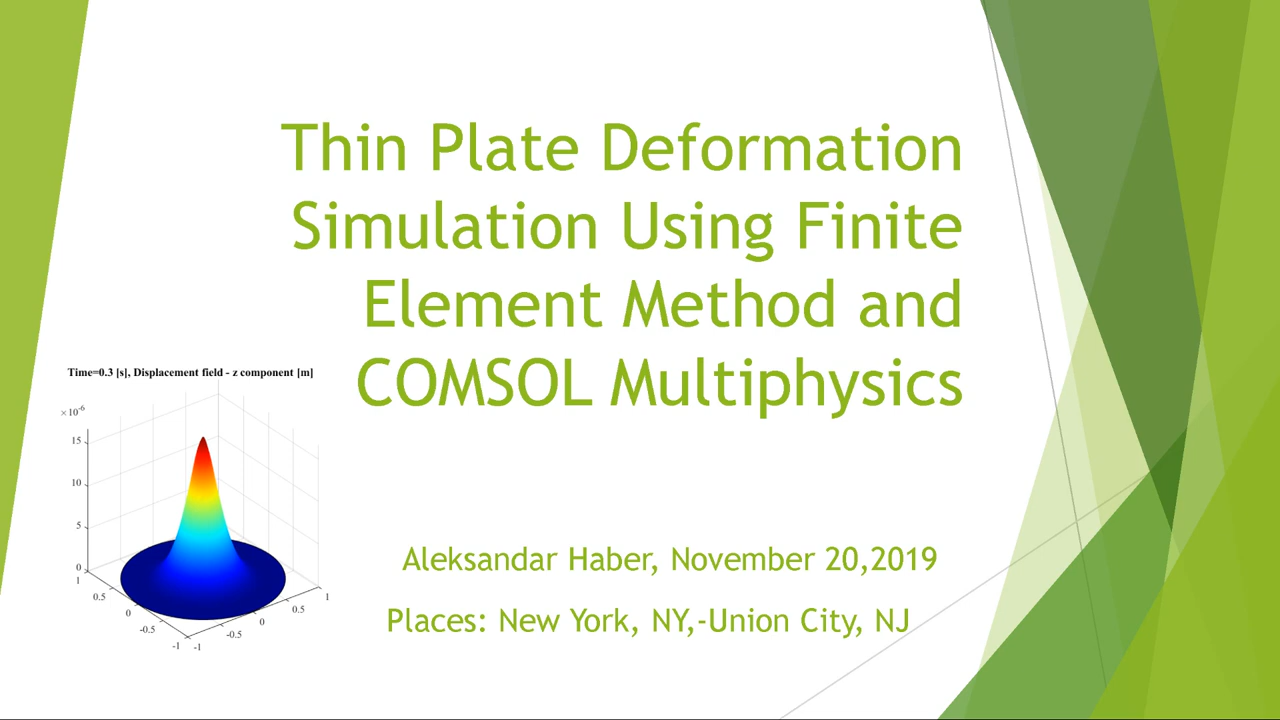 Thin Plate Deformation
Simulation Using Finite
Element Method and
COMSOL Multiphysics
Time=0.3 [s], Displacement field - z component [m]
×10⁻⁶
15
10
5
0
1
0.5
0
-0.5
-1
-1
-0.5
0
0.5
1
Aleksandar Haber, November 20,2019
Places: New York, NY,-Union City, NJ